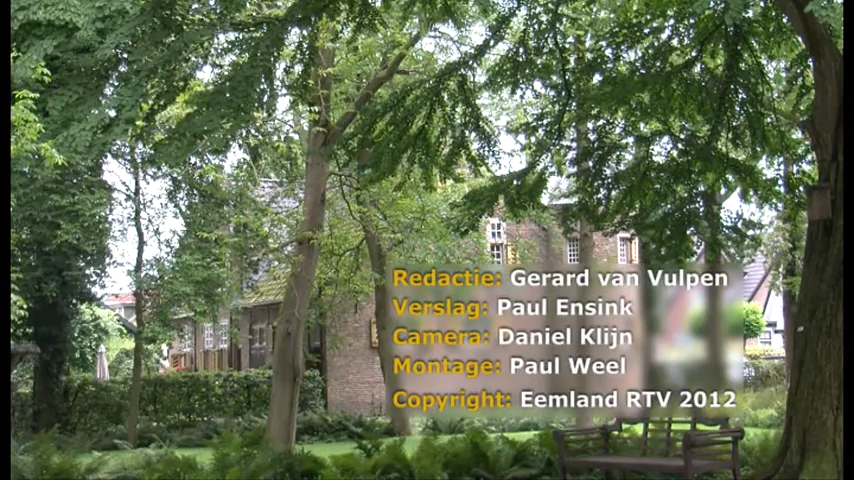 Redactie: Gerard van Vulpen
Verslag: Paul Ensink
Camera: Daniel Klijn
Montage: Paul Weel
Copyright: Eemland RTV 2012